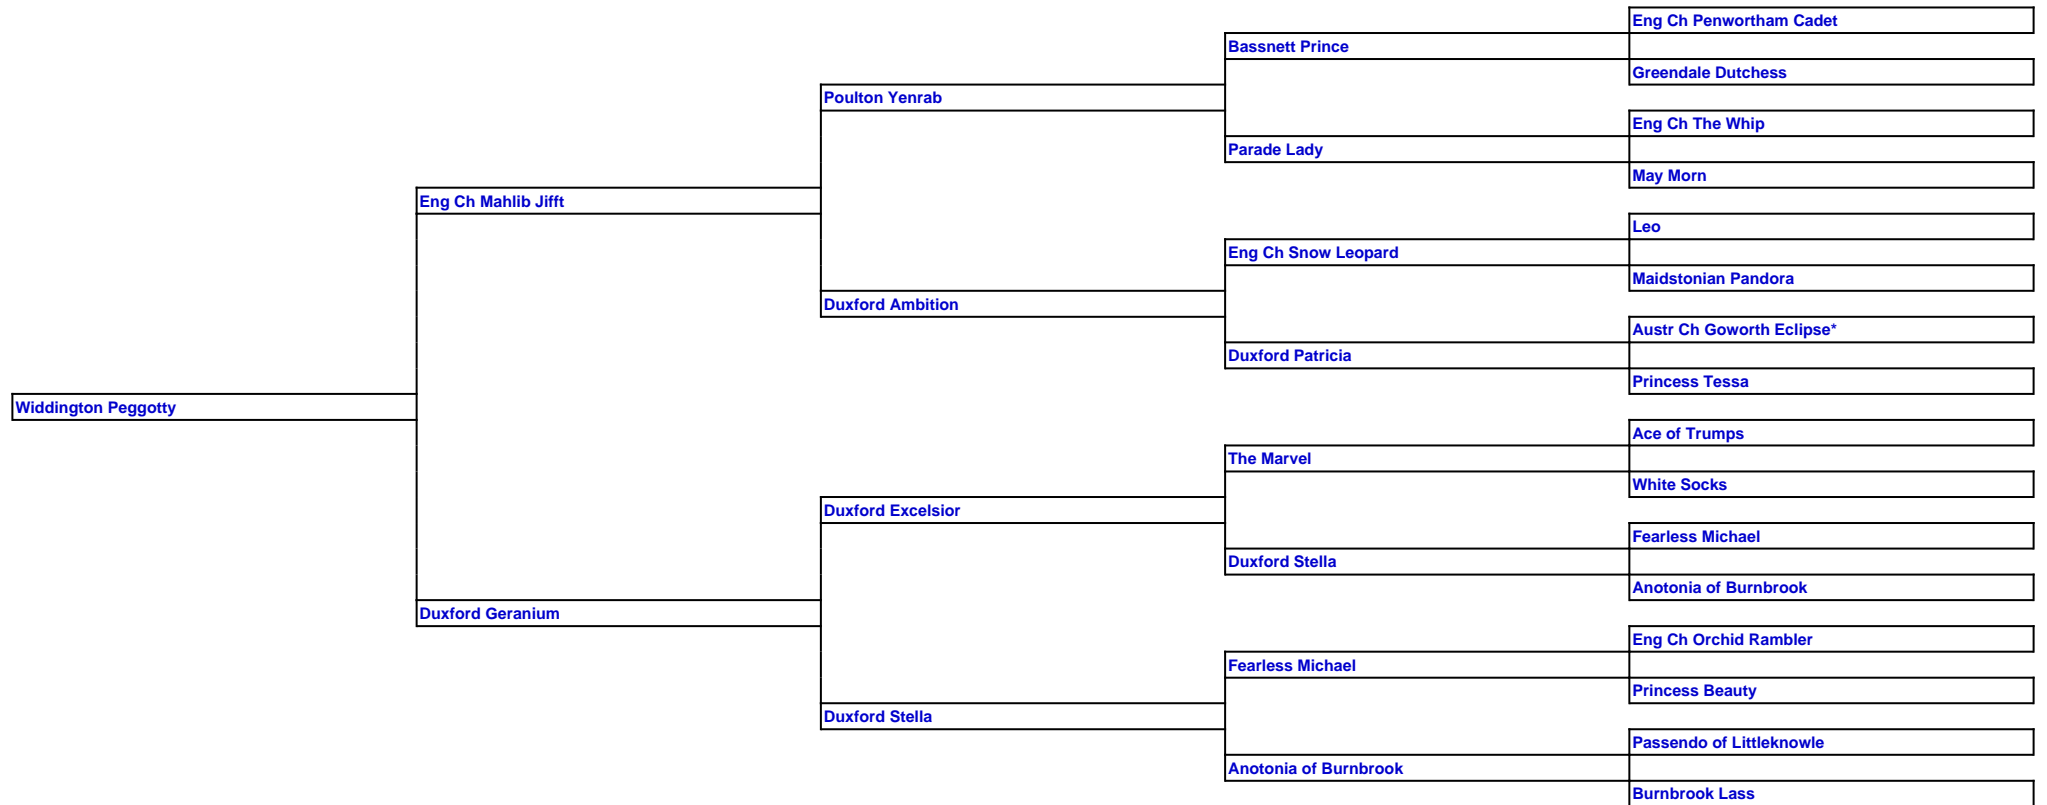 Eng Ch Penwortham Cadet
Bassnett Prince
Greendale Dutchess
Poulton Yenrab
Eng Ch The Whip
Parade Lady
May Morn
Eng Ch Mahlib Jifft
Leo
Eng Ch Snow Leopard
Maidstonian Pandora
Duxford Ambition
Austr Ch Goworth Eclipse*
Duxford Patricia
Princess Tessa
Widdington Peggotty
Ace of Trumps
The Marvel
White Socks
Duxford Excelsior
Fearless Michael
Duxford Stella
Anotonia of Burnbrook
Duxford Geranium
Eng Ch Orchid Rambler
Fearless Michael
Princess Beauty
Duxford Stella
Passendo of Littleknowle
Anotonia of Burnbrook
Burnbrook Lass